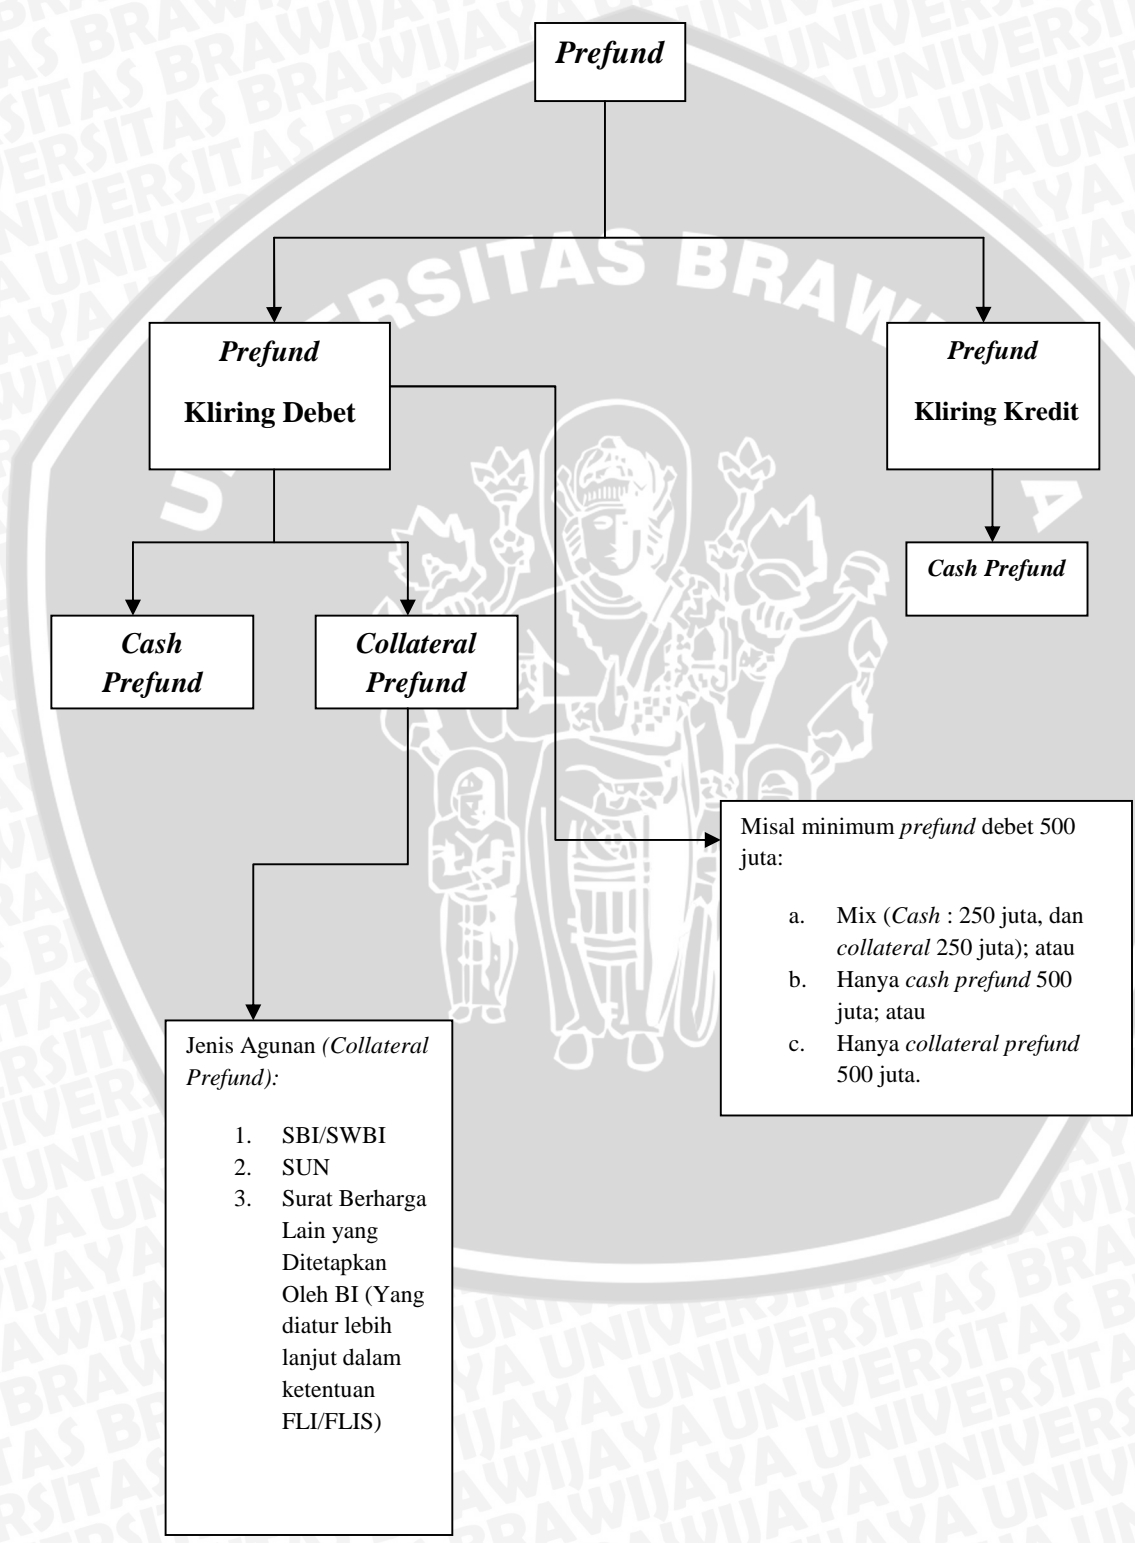 Prefund
Prefund
Kliring Debet
Prefund
Kliring Kredit
Cash Prefund
Cash
Prefund
Collateral
Prefund
Misal minimum prefund debet 500
juta:
a. Mix (Cash : 250 juta, dan
collateral 250 juta); atau
b. Hanya cash prefund 500
juta; atau
c. Hanya collateral prefund
500 juta.
Jenis Agunan (Collateral
Prefund):
1. SBI/SWBI
2. SUN
3. Surat Berharga
Lain yang
Ditetapkan
Oleh BI (Yang
diatur lebih
lanjut dalam
ketentuan
FLI/FLIS)